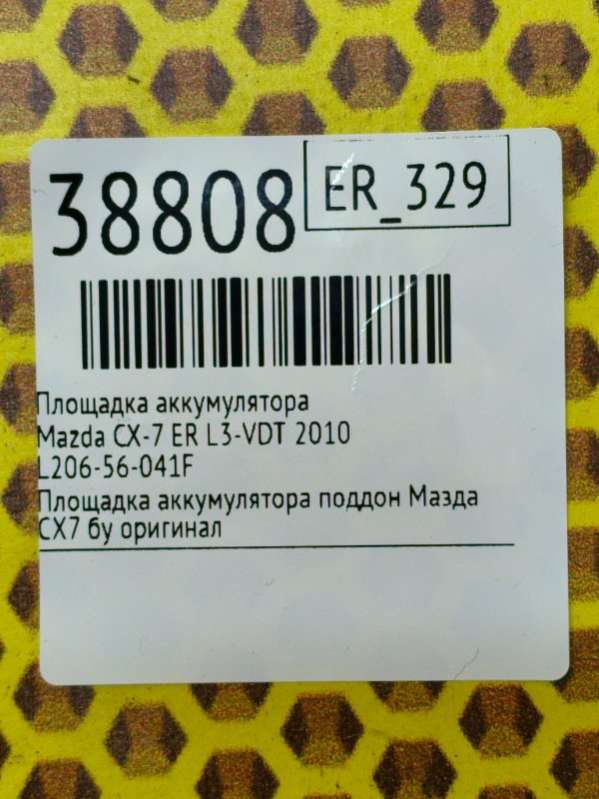 38808
ER_329
Площадка аккумулятора
Mazda CX-7 ER L3-VDT 2010
L206-56-041F
Площадка аккумулятора поддон Мазда
СХ7 бу оригинал